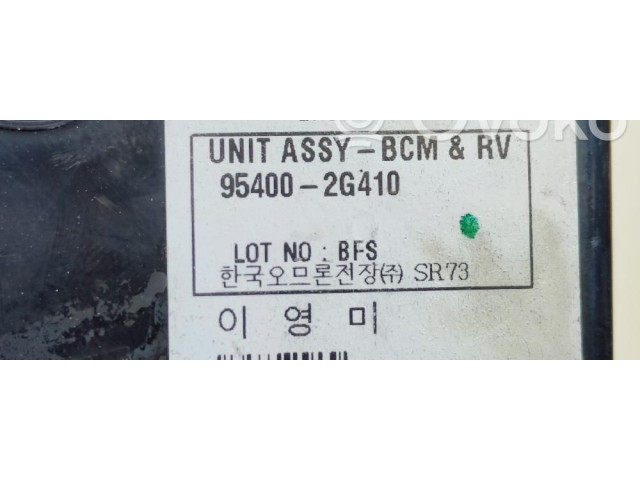 © Ovoko
UNIT ASSY-BCM & RV
95400-2G410
LOT NO : BFS
한국오므론전장㈜ SR73
이 영 미